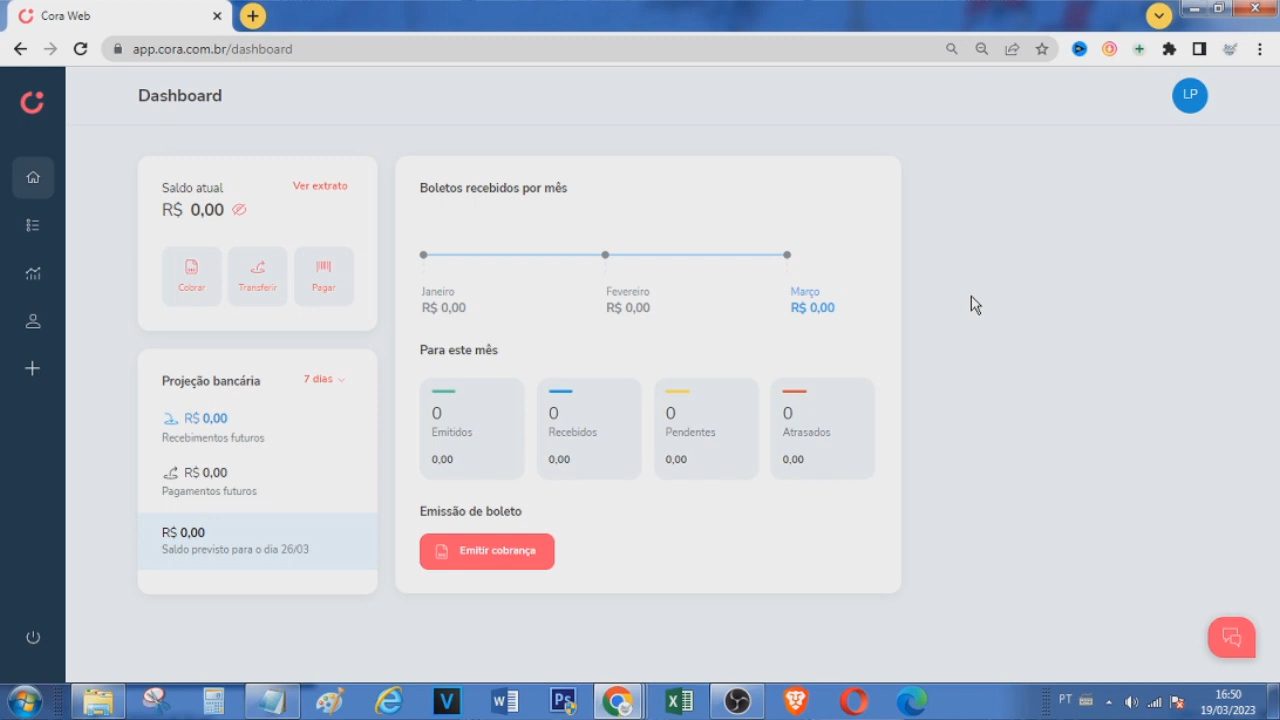 Cora Web
app.cora.com.br/dashboard
Dashboard
LP
Saldo atual
Ver extrato
R$ 0,00
Cobrar
Transferir
Pagar
Projeção bancária
7 dias
R$ 0,00
Recebimentos futuros
R$ 0,00
Pagamentos futuros
R$ 0,00
Saldo previsto para o dia 26/03
Boletos recebidos por mês
Janeiro
R$ 0,00
Fevereiro
R$ 0,00
Março
R$ 0,00
Para este mês
0
Emitidos
0,00
0
Recebidos
0,00
0
Pendentes
0,00
0
Atrasados
0,00
Emissão de boleto
Emitir cobrança
PT
16:50
19/03/2023